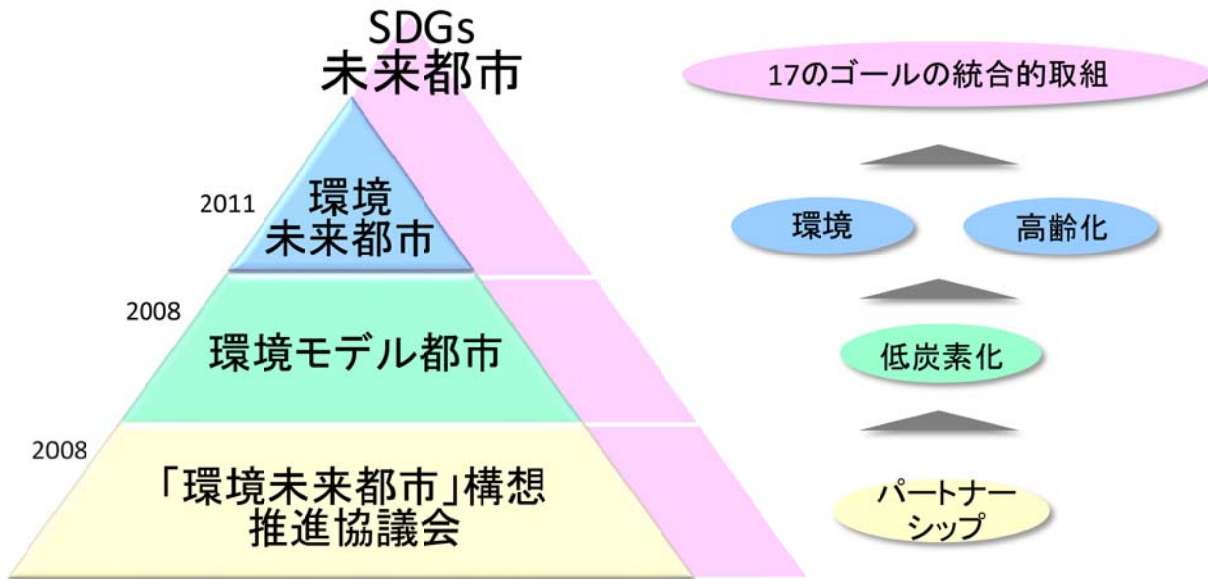 SDGs
未来都市
2011
環境
未来都市
2008
環境モデル都市
2008
「環境未来都市」構想
推進協議会
17のゴールの統合的取組
環境
高齢化
低炭素化
パートナー
シップ